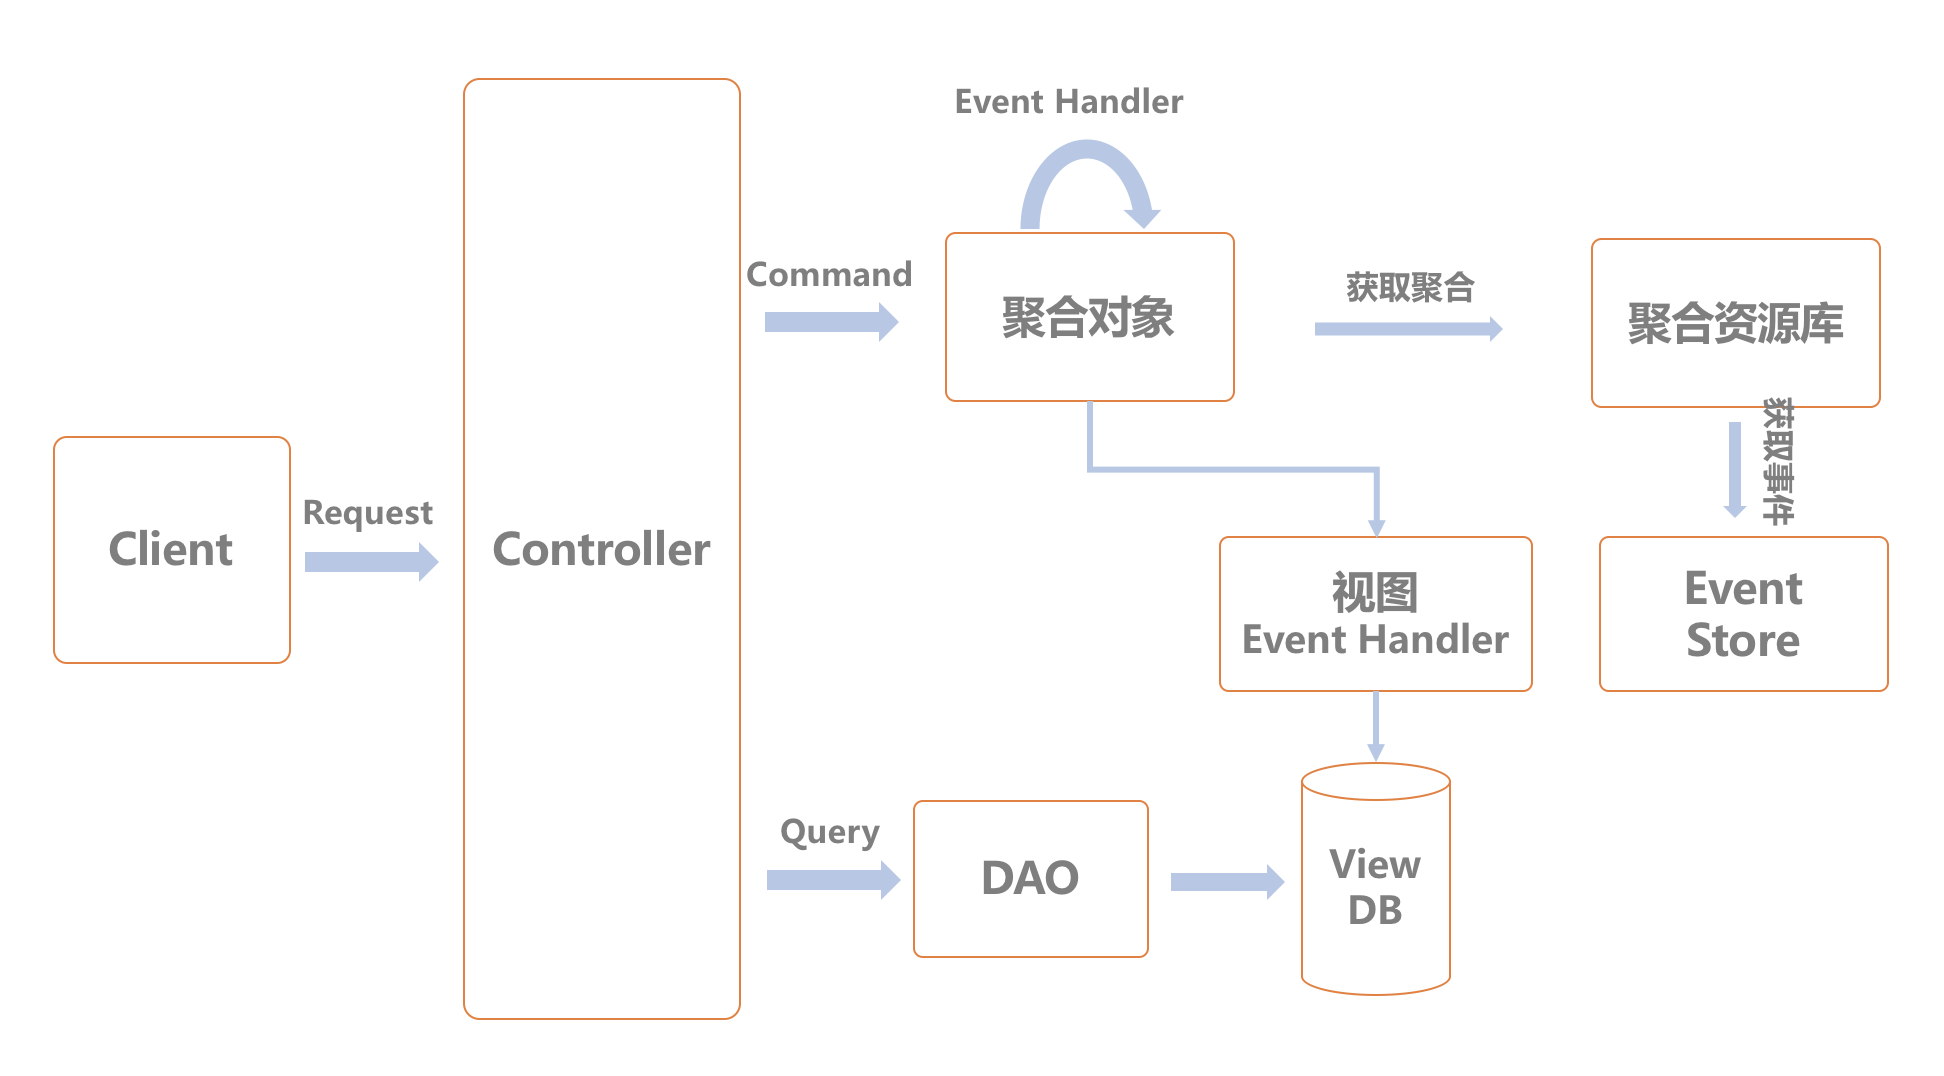 Client
Request
Controller
Command
Event Handler
聚合对象
获取聚合
聚合资源库
获取事件
视图
Event Handler
Event
Store
Query
DAO
View
DB